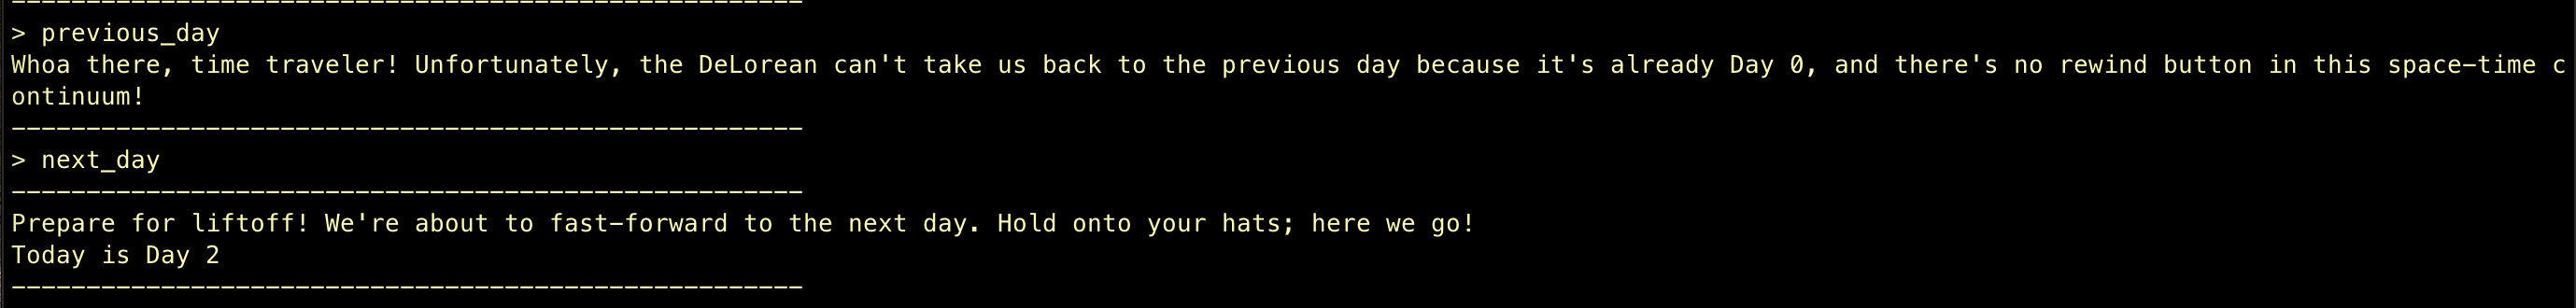 > previous_day
Whoa there, time traveler! Unfortunately, the DeLorean can't take us back to the previous day because it's already Day 0, and there's no rewind button in this space-time c
ontinuum!
-----------------------------------------------------
> next_day
-----------------------------------------------------
Prepare for liftoff! We're about to fast-forward to the next day. Hold onto your hats; here we go!
Today is Day 2
-----------------------------------------------------